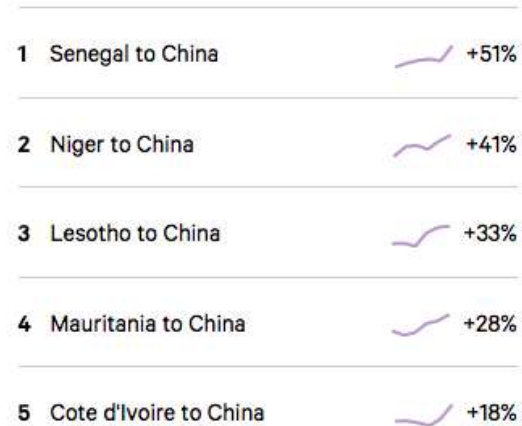 1 Senegal to China +51%
2 Niger to China +41%
3 Lesotho to China +33%
4 Mauritania to China +28%
5 Cote d'Ivoire to China +18%